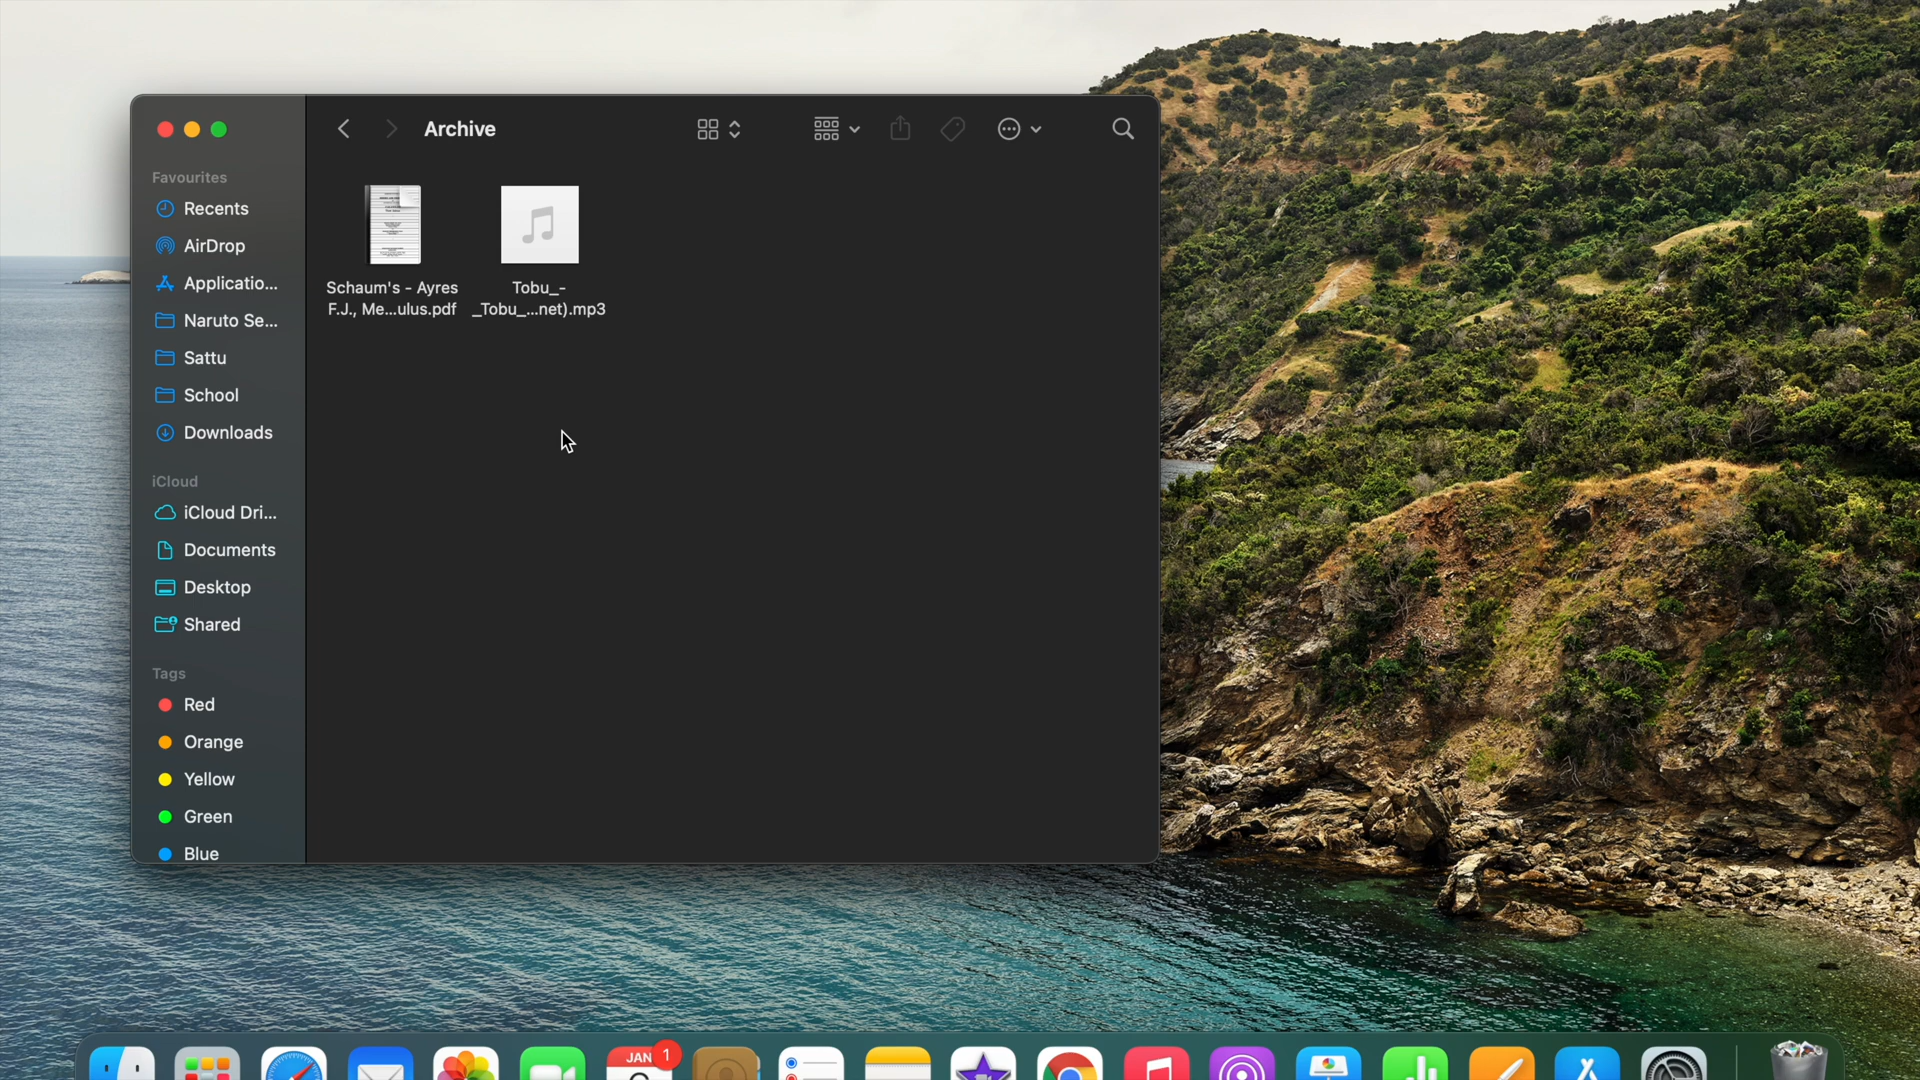 Archive
Favourites
Recents
AirDrop
Applicatio...
Naruto Se...
Sattu
School
Downloads
iCloud
iCloud Dri...
Documents
Desktop
Shared
Tags
Red
Orange
Yellow
Green
Blue
Schaum's - Ayres
F.J., Me...ulus.pdf
Tobu_-
_Tobu_...net).mp3
JAN
1